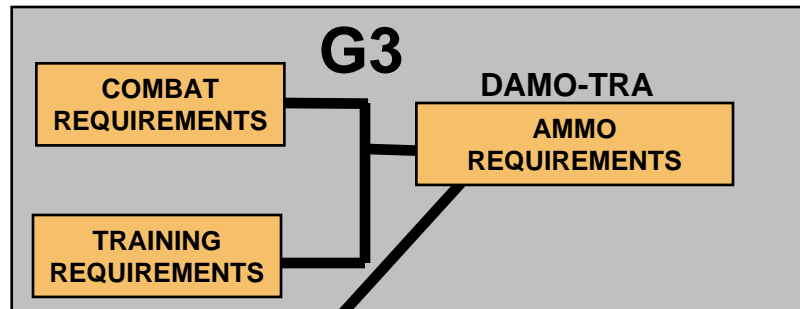 G3
COMBAT
REQUIREMENTS
DAMO-TRA
AMMO
REQUIREMENTS
TRAINING
REQUIREMENTS